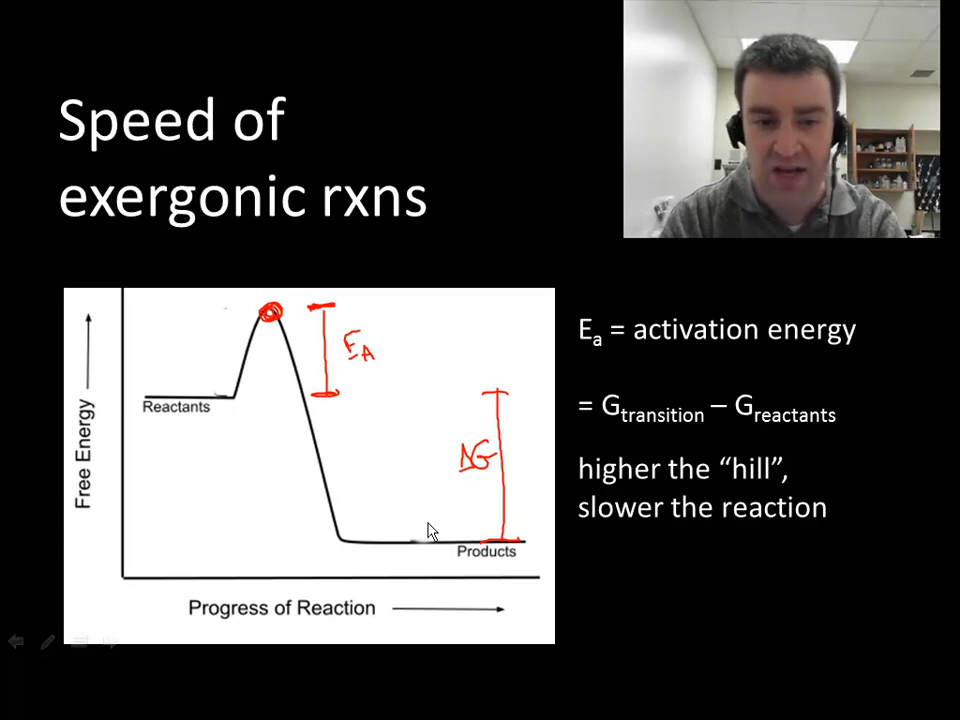 Speed of
exergonic rxns
Eₐ = activation energy
= Gtransition – Greactants
higher the “hill”,
slower the reaction
Free Energy
Reactants
EA
ΔG
Products
Progress of Reaction